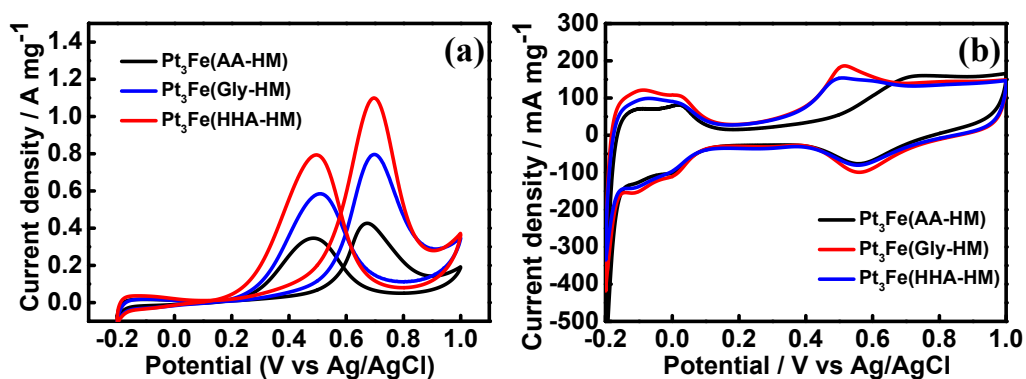 (a)
Current density / A mg⁻¹
1.4
1.2
1.0
0.8
0.6
0.4
0.2
0.0
Pt₃Fe(AA-HM)
Pt₃Fe(Gly-HM)
Pt₃Fe(HHA-HM)
-0.2 0.0 0.2 0.4 0.6 0.8 1.0
Potential (V vs Ag/AgCl)
(b)
Current density / mA mg⁻¹
300
200
100
0
-100
-200
-300
-400
-500
Pt₃Fe(AA-HM)
Pt₃Fe(Gly-HM)
Pt₃Fe(HHA-HM)
-0.2 0.0 0.2 0.4 0.6 0.8 1.0
Potential / V vs Ag/AgCl